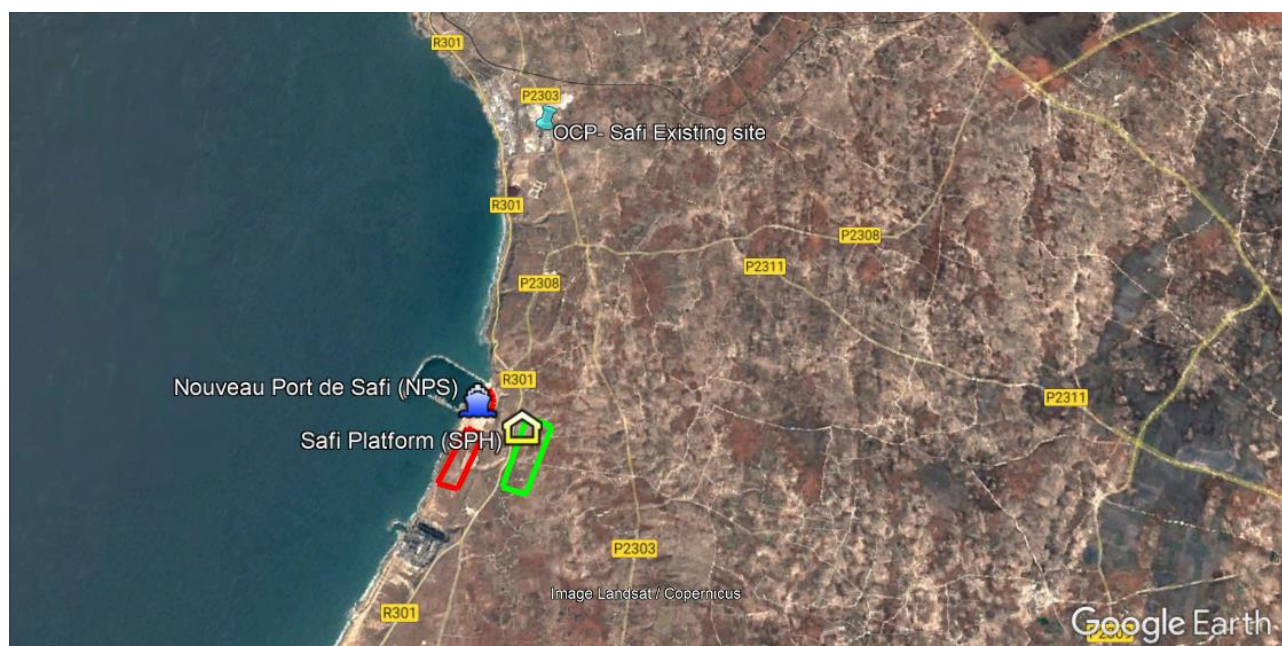 R301
P2303
OCP- Safi Existing site
R301
P2308
P2311
P2308
Nouveau Port de Safi (NPS)
R301
P2311
Safi Platform (SPH)
P2303
Image Landsat / Copernicus
R301
Google Earth